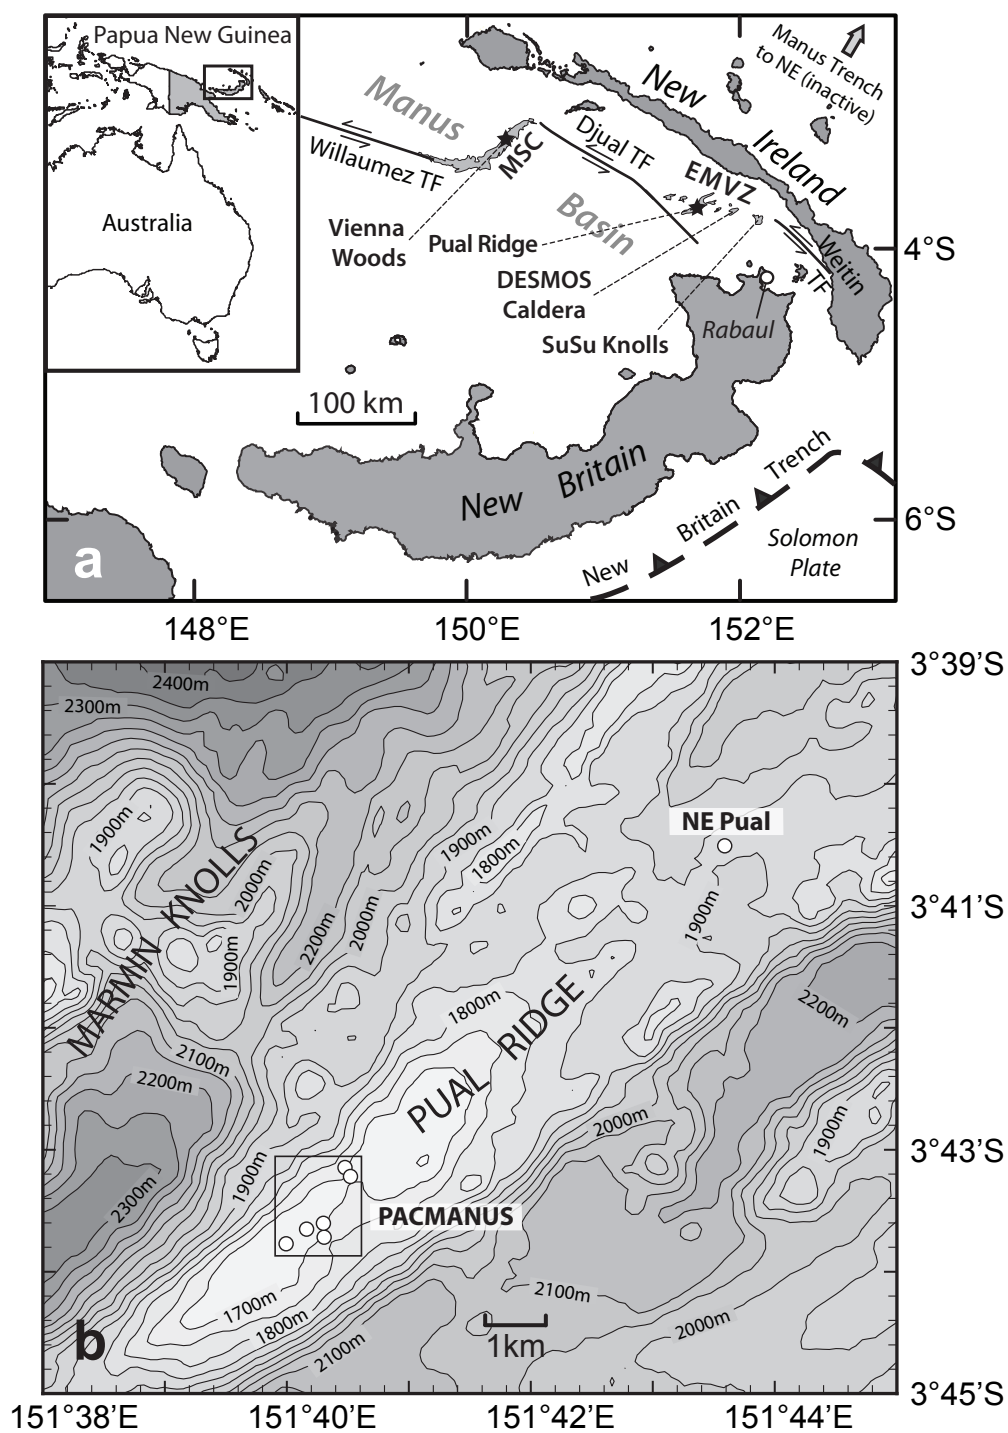 Papua New Guinea
Australia
Manus Trench
to NE (inactive)
New
Ireland
Manus
Basin
Willaumez TF
MSC
Djual TF
EMVZ
Weitin
TF
Vienna
Woods
Pual Ridge
DESMOS
Caldera
SuSu Knolls
Rabaul
4°S
100 km
New
Britain
New
Britain
Trench
Solomon
Plate
6°S
a
148°E
150°E
152°E
3°39'S
2400m
2300m
1900m
NE Pual
1900m
1800m
MARMIN KNOLLS
2000m
2200m
2000m
1900m
1900m
3°41'S
2200m
1800m
PUAL RIDGE
2100m
2200m
2000m
1900m
3°43'S
1900m
2300m
PACMANUS
1700m
1800m
2100m
2100m
2000m
1km
b
3°45'S
151°38'E
151°40'E
151°42'E
151°44'E